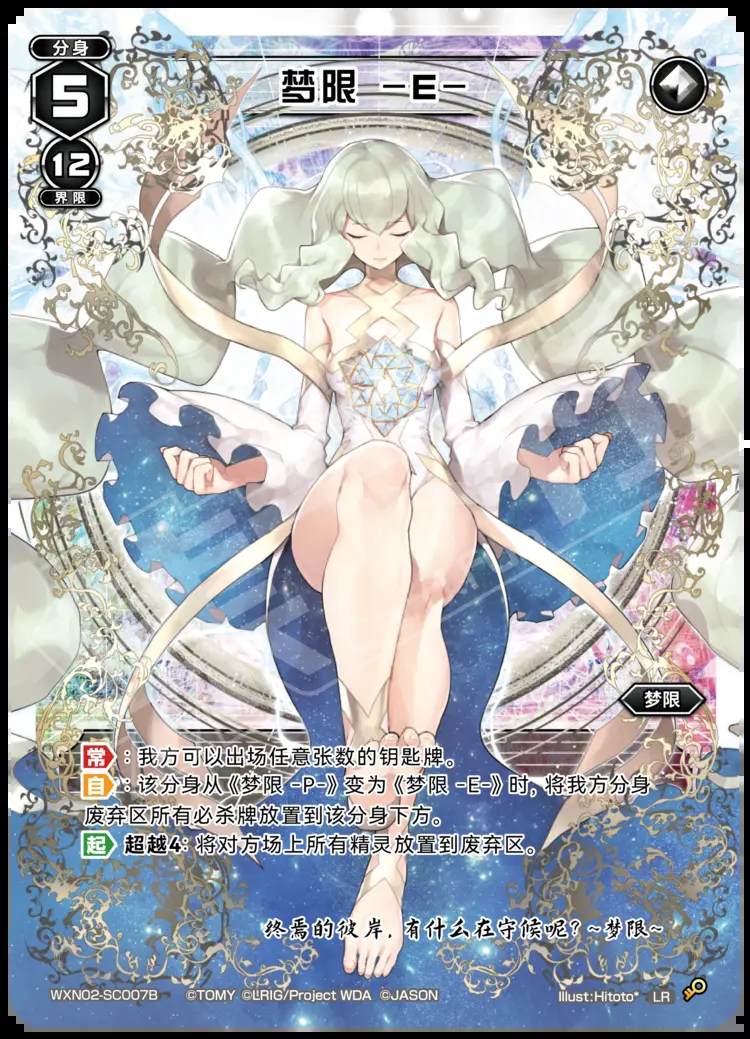 分身
5
梦限 -E-
12
界限
梦限
常：我方可以出场任意张数的钥匙牌。
自：该分身从《梦限 -P-》变为《梦限 -E-》时，将我方分身
废弃区所有必杀牌放置到该分身下方。
起 超越4：将对方场上所有精灵放置到废弃区。
终焉的彼岸，有什么在守候呢？~梦限~
WXN02-SC007B ©TOMY ©LRIG/Project WDA ©JASON Illust:Hitoto* LR